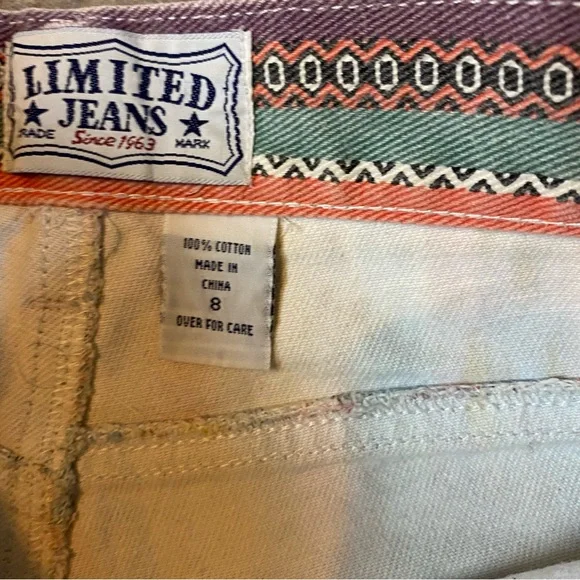 LIMITED
JEANS
TRADE Since 1963 MARK
100% COTTON
MADE IN
CHINA
8
OVER FOR CARE